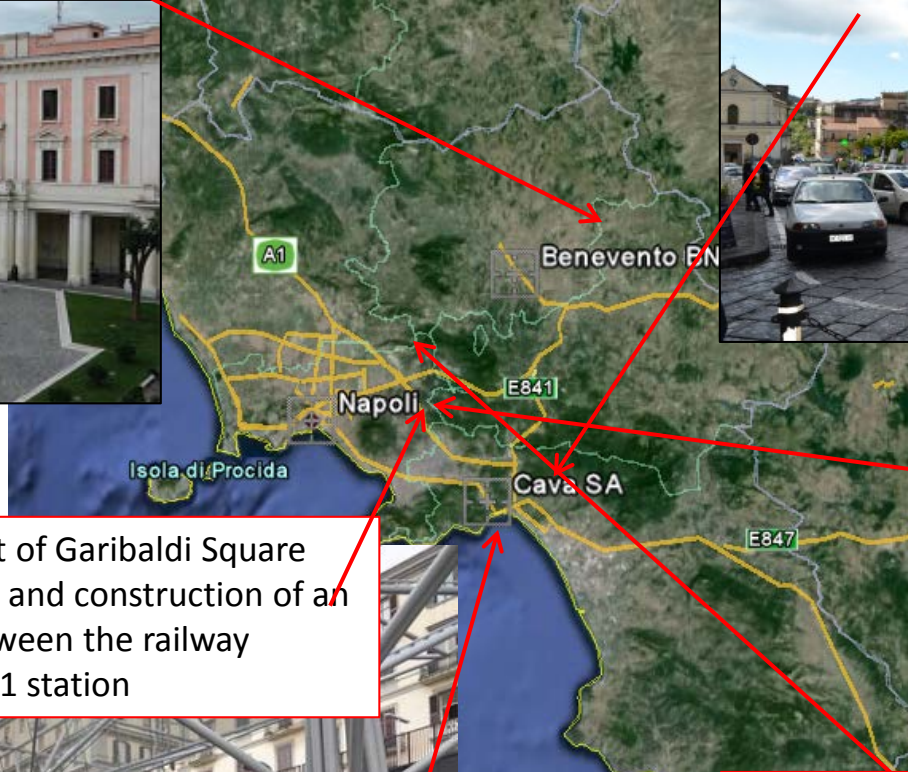 A1
Benevento BN
E841
Napoli
Isola di Procida
Cava SA
E847
t of Garibaldi Square
and construction of an
ween the railway
1 station